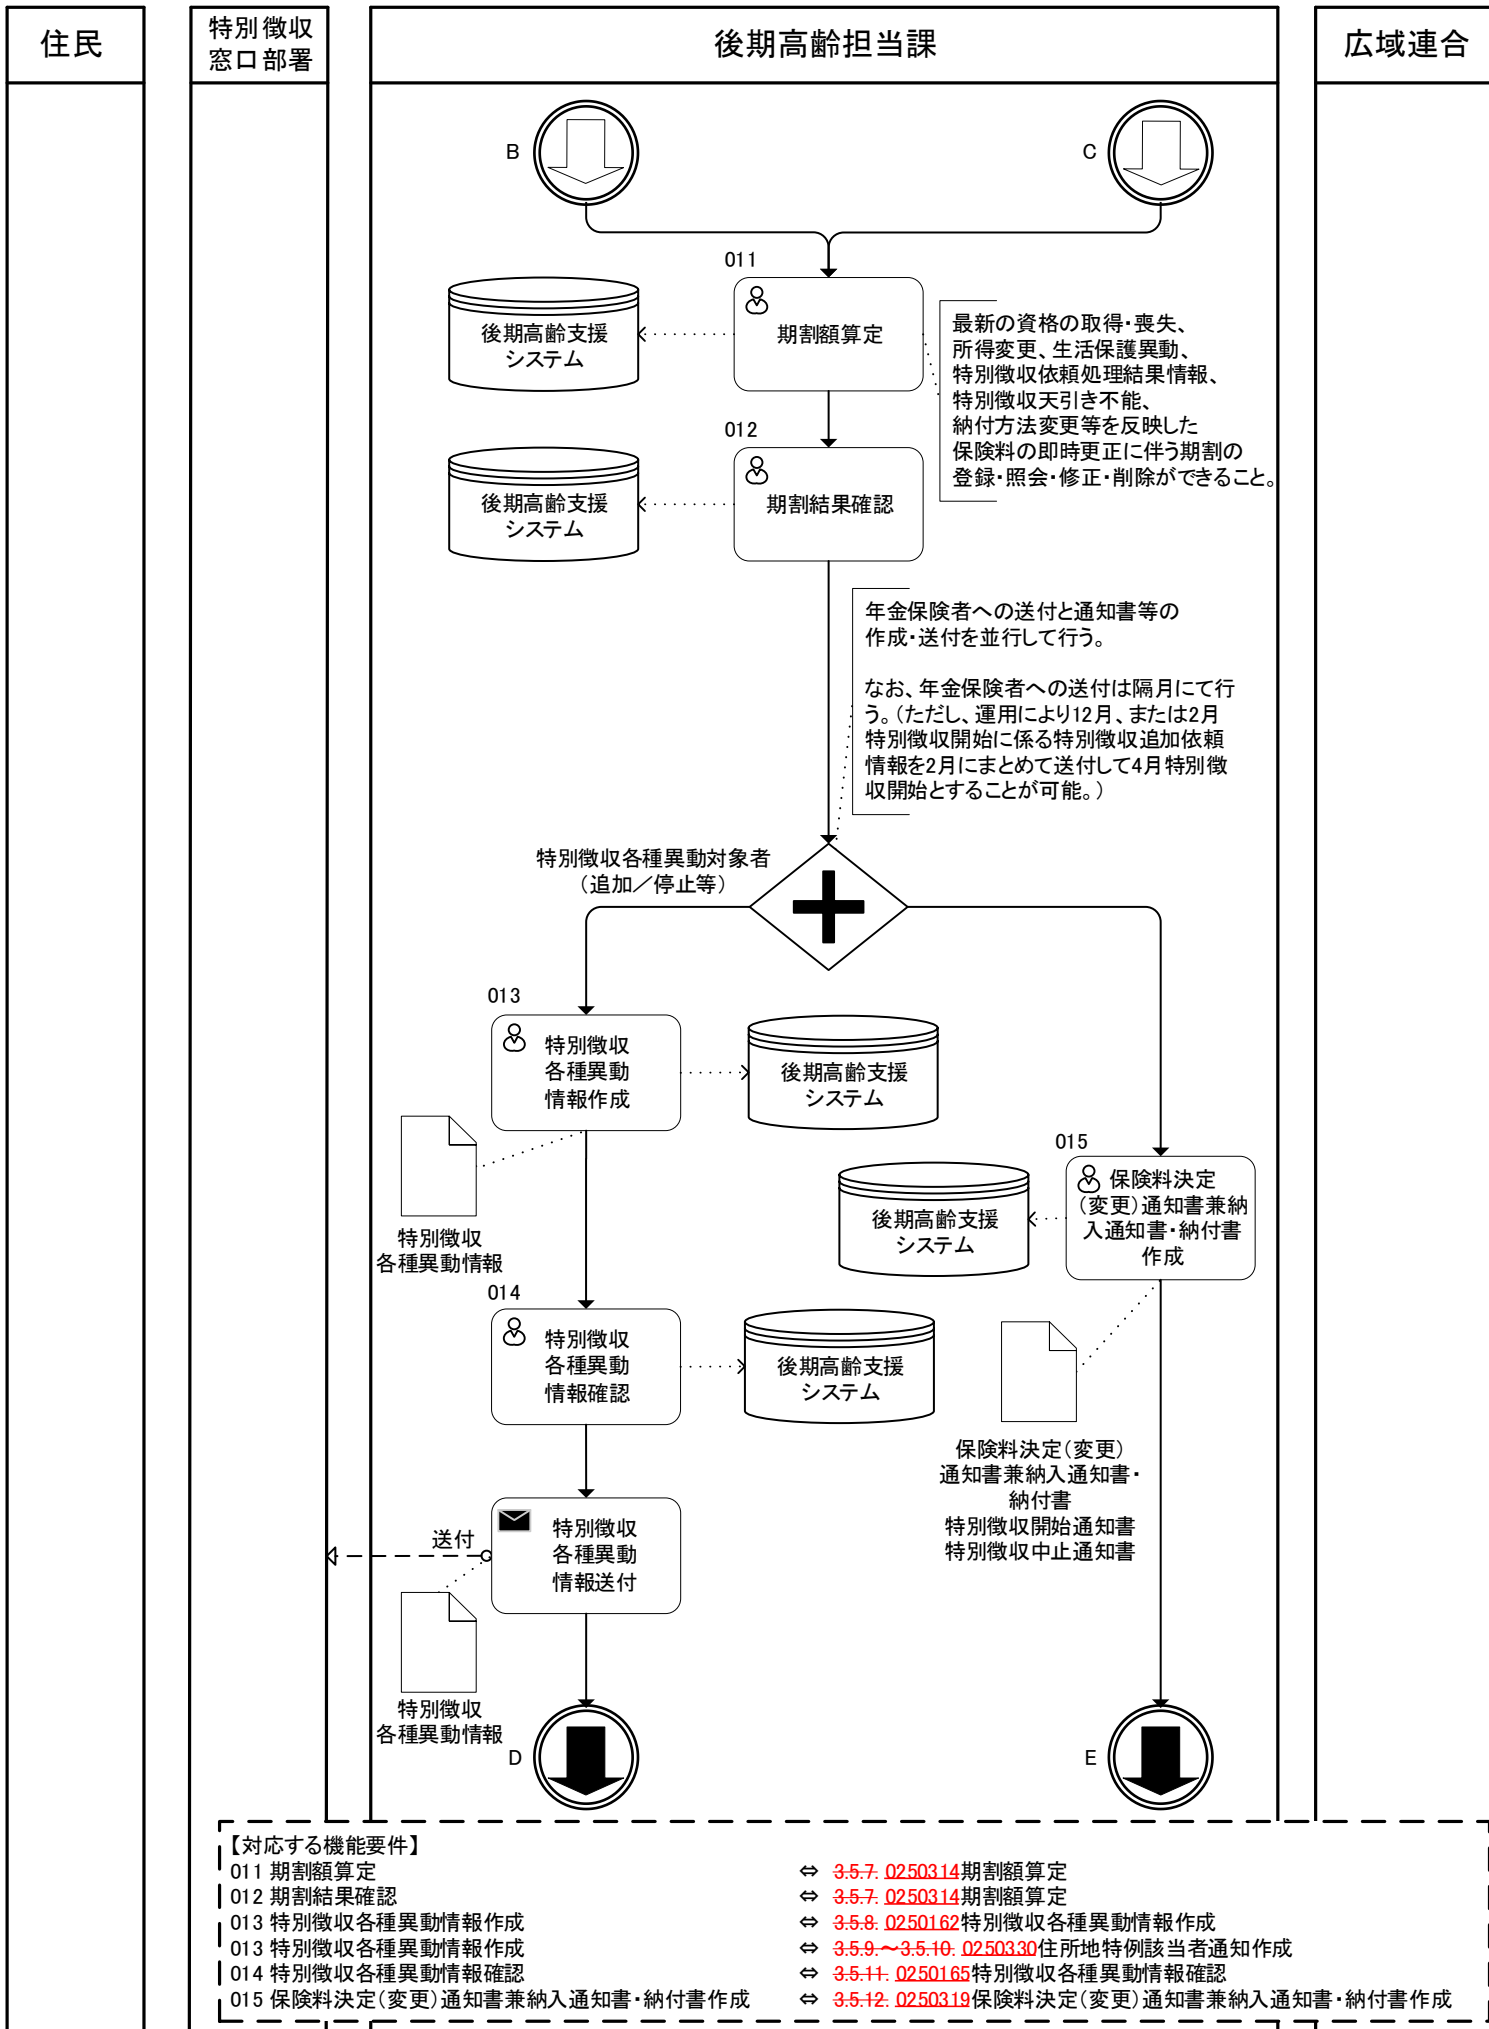 住民
特別徴収
窓口部署
後期高齢担当課
広域連合
B
C
011
期割額算定
後期高齢支援
システム
最新の資格の取得・喪失、
所得変更、生活保護異動、
特別徴収依頼処理結果情報、
特別徴収天引き不能、
納付方法変更等を反映した
保険料の即時更正に伴う期割の
登録・照会・修正・削除ができること。
012
期割結果確認
後期高齢支援
システム
年金保険者への送付と通知書等の
作成・送付を並行して行う。
なお、年金保険者への送付は隔月にて行
う。(ただし、運用により12月、または2月
特別徴収開始に係る特別徴収追加依頼
情報を2月にまとめて送付して4月特別徴
収開始とすることが可能。)
特別徴収各種異動対象者
(追加／停止等)
013
特別徴収
各種異動
情報作成
後期高齢支援
システム
特別徴収
各種異動情報
015
保険料決定
(変更)通知書兼納
入通知書・納付書
作成
後期高齢支援
システム
014
特別徴収
各種異動
情報確認
後期高齢支援
システム
保険料決定(変更)
通知書兼納入通知書・
納付書
特別徴収開始通知書
特別徴収中止通知書
送付
特別徴収
各種異動
情報送付
特別徴収
各種異動情報
D
E
【対応する機能要件】
011 期割額算定 ⇔ 3.5.7. 0250314期割額算定
012 期割結果確認 ⇔ 3.5.7. 0250314期割額算定
013 特別徴収各種異動情報作成 ⇔ 3.5.8. 0250162特別徴収各種異動情報作成
013 特別徴収各種異動情報作成 ⇔ 3.5.9.～3.5.10. 0250330住所地特例該当者通知作成
014 特別徴収各種異動情報確認 ⇔ 3.5.11. 0250165特別徴収各種異動情報確認
015 保険料決定(変更)通知書兼納入通知書・納付書作成 ⇔ 3.5.12. 0250319保険料決定(変更)通知書兼納入通知書・納付書作成